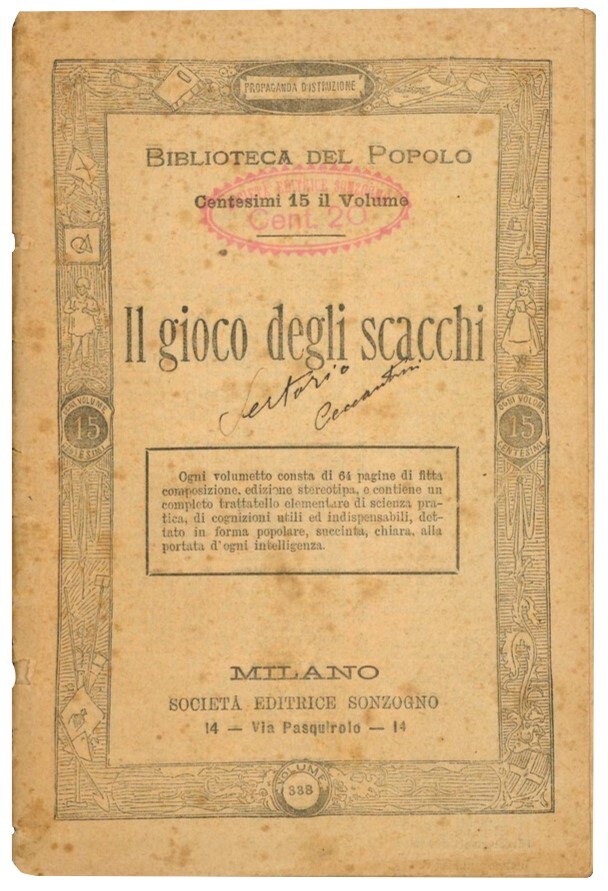 PROPAGANDA D'ISTRUZIONE
BIBLIOTECA DEL POPOLO
Centesimi 15 il Volume
EDITRICE SONZOGNO
Cent. 20
Il gioco degli scacchi
Sertorio
OGNI VOLUME
15
CENTESIMI
OGNI VOLUME
15
CENTESIMI
Ogni volumetto consta di 64 pagine di fitta
composizione, edizione stereotipa, e contiene un
completo trattatello elementare di scienza pra-
tica, di cognizioni utili ed indispensabili, det-
tato in forma popolare, succinta, chiara, alla
portata d'ogni intelligenza.
MILANO
SOCIETÀ EDITRICE SONZOGNO
14 — Via Pasquirolo — 14
VOLUME
338